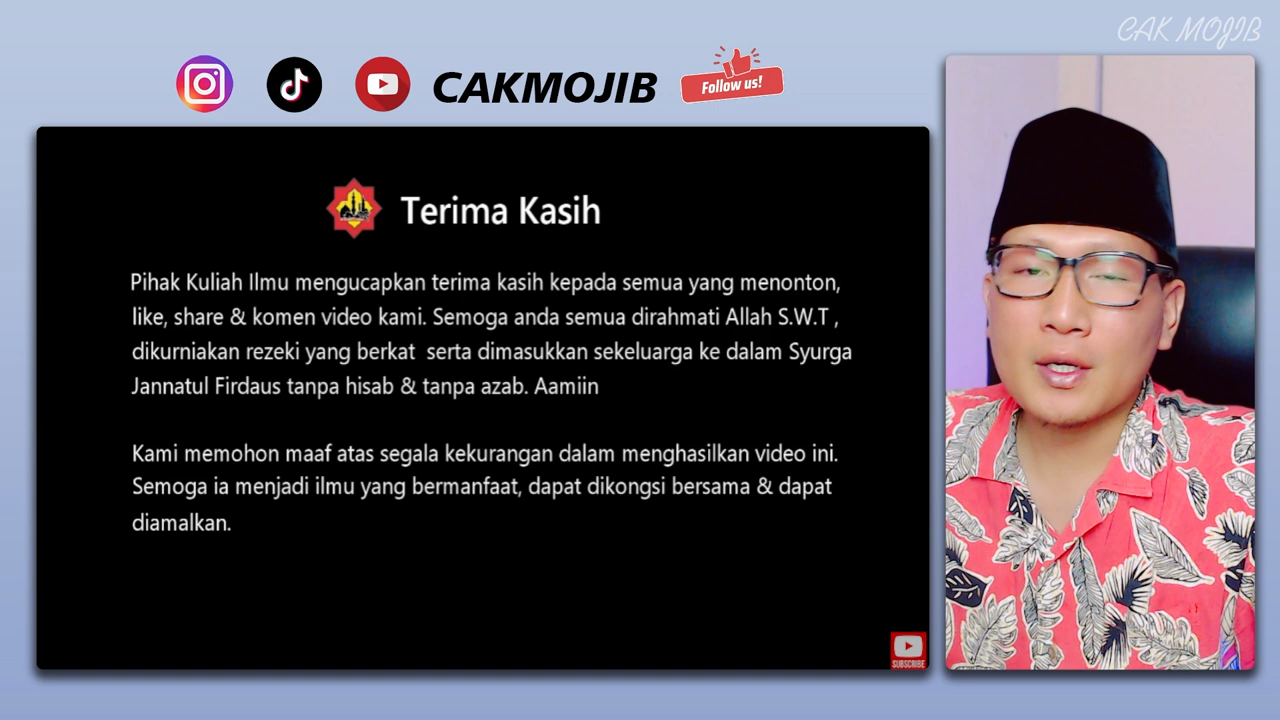 CAK MOJIB
CAKMOJIB
Follow us!
Terima Kasih
Pihak Kuliah Ilmu mengucapkan terima kasih kepada semua yang menonton,
like, share & komen video kami. Semoga anda semua dirahmati Allah S.W.T ,
dikurniakan rezeki yang berkat serta dimasukkan sekeluarga ke dalam Syurga
Jannatul Firdaus tanpa hisab & tanpa azab. Aamiin
Kami memohon maaf atas segala kekurangan dalam menghasilkan video ini.
Semoga ia menjadi ilmu yang bermanfaat, dapat dikongsi bersama & dapat
diamalkan.
SUBSCRIBE